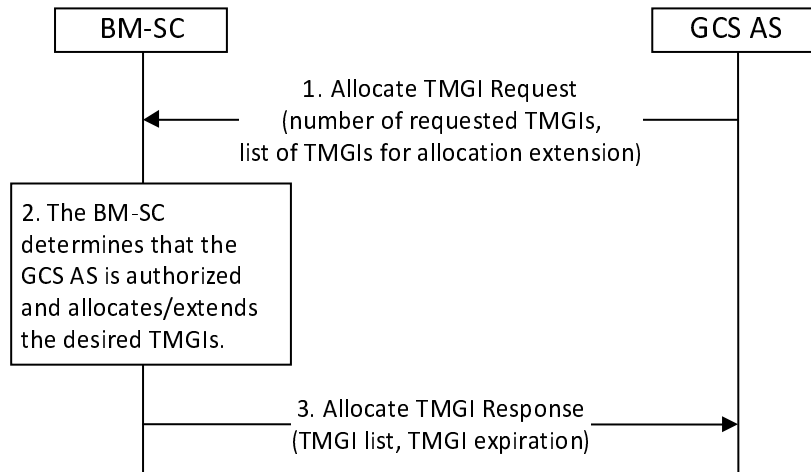 BM-SC
GCS AS
1. Allocate TMGI Request
(number of requested TMGIs,
list of TMGIs for allocation extension)
2. The BM-SC
determines that the
GCS AS is authorized
and allocates/extends
the desired TMGIs.
3. Allocate TMGI Response
(TMGI list, TMGI expiration)